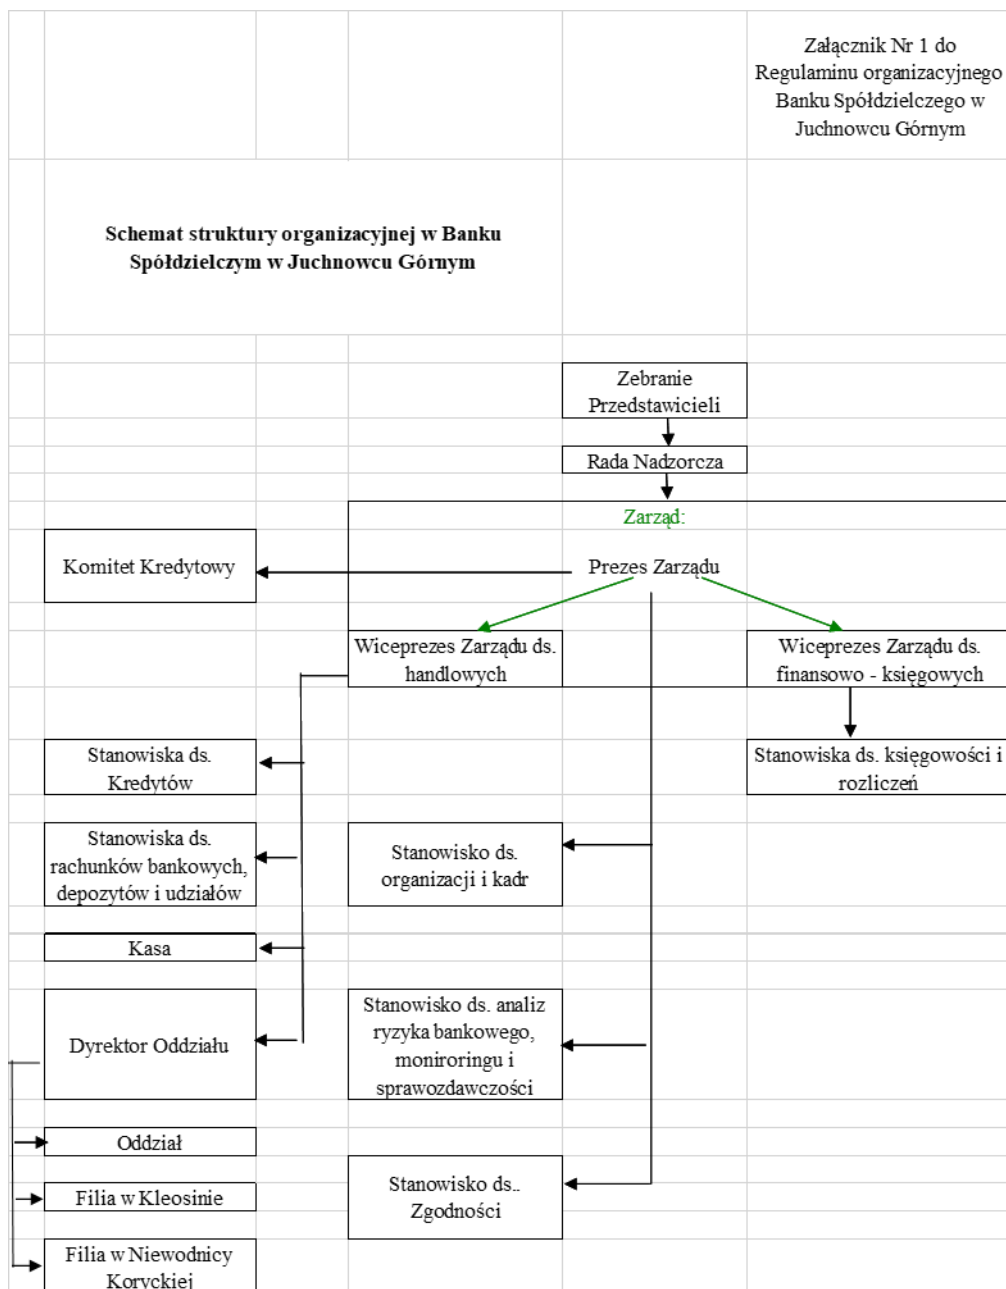 Załącznik Nr 1 do
Regulaminu organizacyjnego
Banku Spółdzielczego w
Juchnowcu Górnym
Schemat struktury organizacyjnej w Banku
Spółdzielczym w Juchnowcu Górnym
Zebranie
Przedstawicieli
Rada Nadzorcza
Zarząd:
Komitet Kredytowy
Prezes Zarządu
Wiceprezes Zarządu ds.
handlowych
Wiceprezes Zarządu ds.
finansowo - księgowych
Stanowiska ds.
Kredytów
Stanowiska ds. księgowości i
rozliczeń
Stanowiska ds.
rachunków bankowych,
depozytów i udziałów
Stanowisko ds.
organizacji i kadr
Kasa
Dyrektor Oddziału
Stanowisko ds. analiz
ryzyka bankowego,
moniroringu i
sprawozdawczości
Oddział
Filia w Kleosinie
Stanowisko ds..
Zgodności
Filia w Niewodnicy
Koryckiej